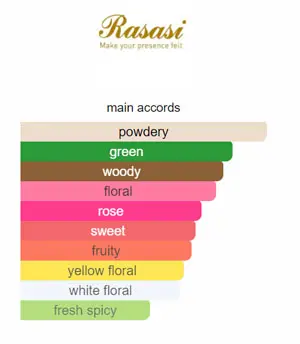 Rasasi
Make your presence felt
main accords
powdery
green
woody
floral
rose
sweet
fruity
yellow floral
white floral
fresh spicy